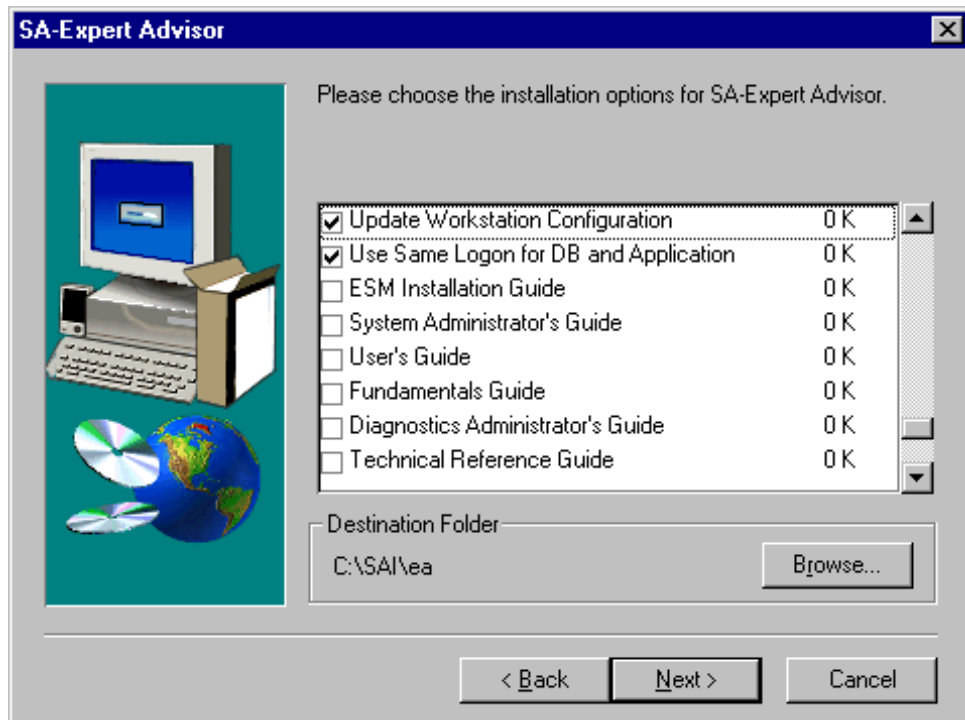 SA-Expert Advisor
Please choose the installation options for SA-Expert Advisor.
Update Workstation Configuration 0 K
Use Same Logon for DB and Application 0 K
ESM Installation Guide 0 K
System Administrator's Guide 0 K
User's Guide 0 K
Fundamentals Guide 0 K
Diagnostics Administrator's Guide 0 K
Technical Reference Guide 0 K
Destination Folder
C:\SAI\ea
Browse...
< Back
Next >
Cancel